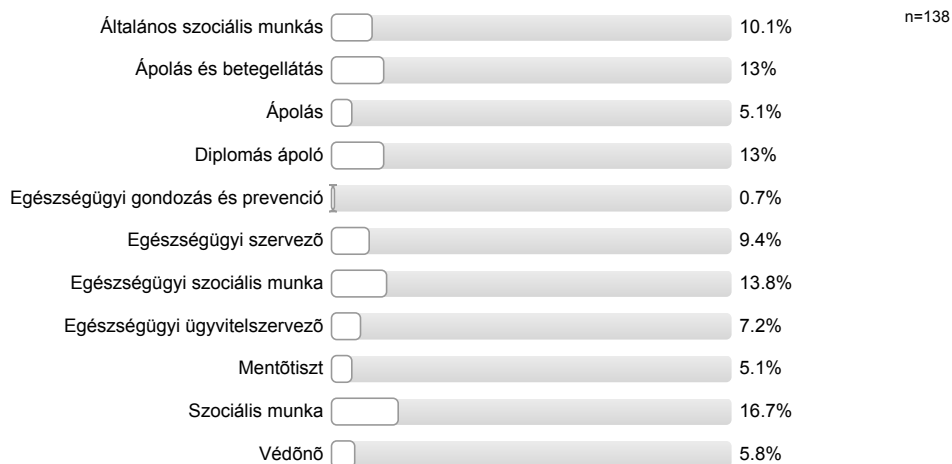 n=138
Általános szociális munkás 10.1%
Ápolás és betegellátás 13%
Ápolás 5.1%
Diplomás ápoló 13%
Egészségügyi gondozás és prevenció 0.7%
Egészségügyi szervezõ 9.4%
Egészségügyi szociális munka 13.8%
Egészségügyi ügyvitelszervezõ 7.2%
Mentõtiszt 5.1%
Szociális munka 16.7%
Védõnõ 5.8%